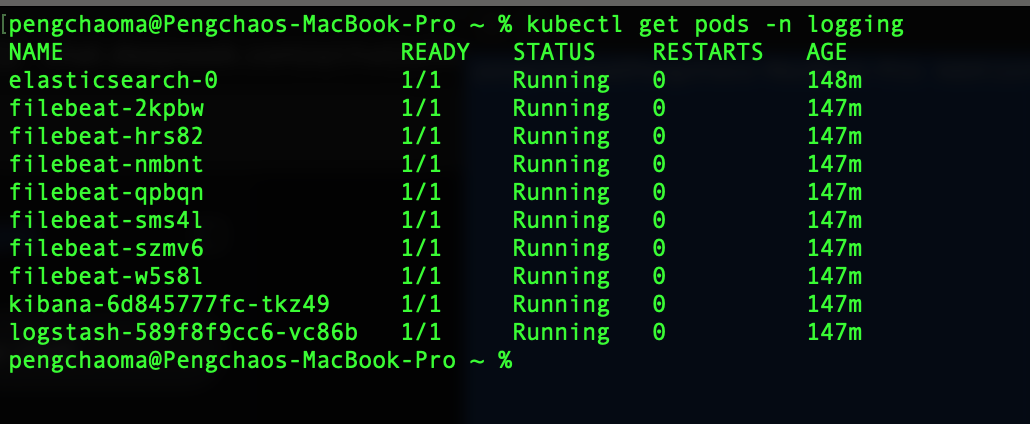 [pengchaoma@Pengchaos-MacBook-Pro ~ % kubectl get pods -n logging
NAME                        READY   STATUS    RESTARTS   AGE
elasticsearch-0             1/1     Running   0          148m
filebeat-2kpbw              1/1     Running   0          147m
filebeat-hrs82              1/1     Running   0          147m
filebeat-nmbnt              1/1     Running   0          147m
filebeat-qpbqn              1/1     Running   0          147m
filebeat-sms4l              1/1     Running   0          147m
filebeat-szmv6              1/1     Running   0          147m
filebeat-w5s8l              1/1     Running   0          147m
kibana-6d845777fc-tkz49     1/1     Running   0          147m
logstash-589f8f9cc6-vc86b   1/1     Running   0          147m
pengchaoma@Pengchaos-MacBook-Pro ~ %